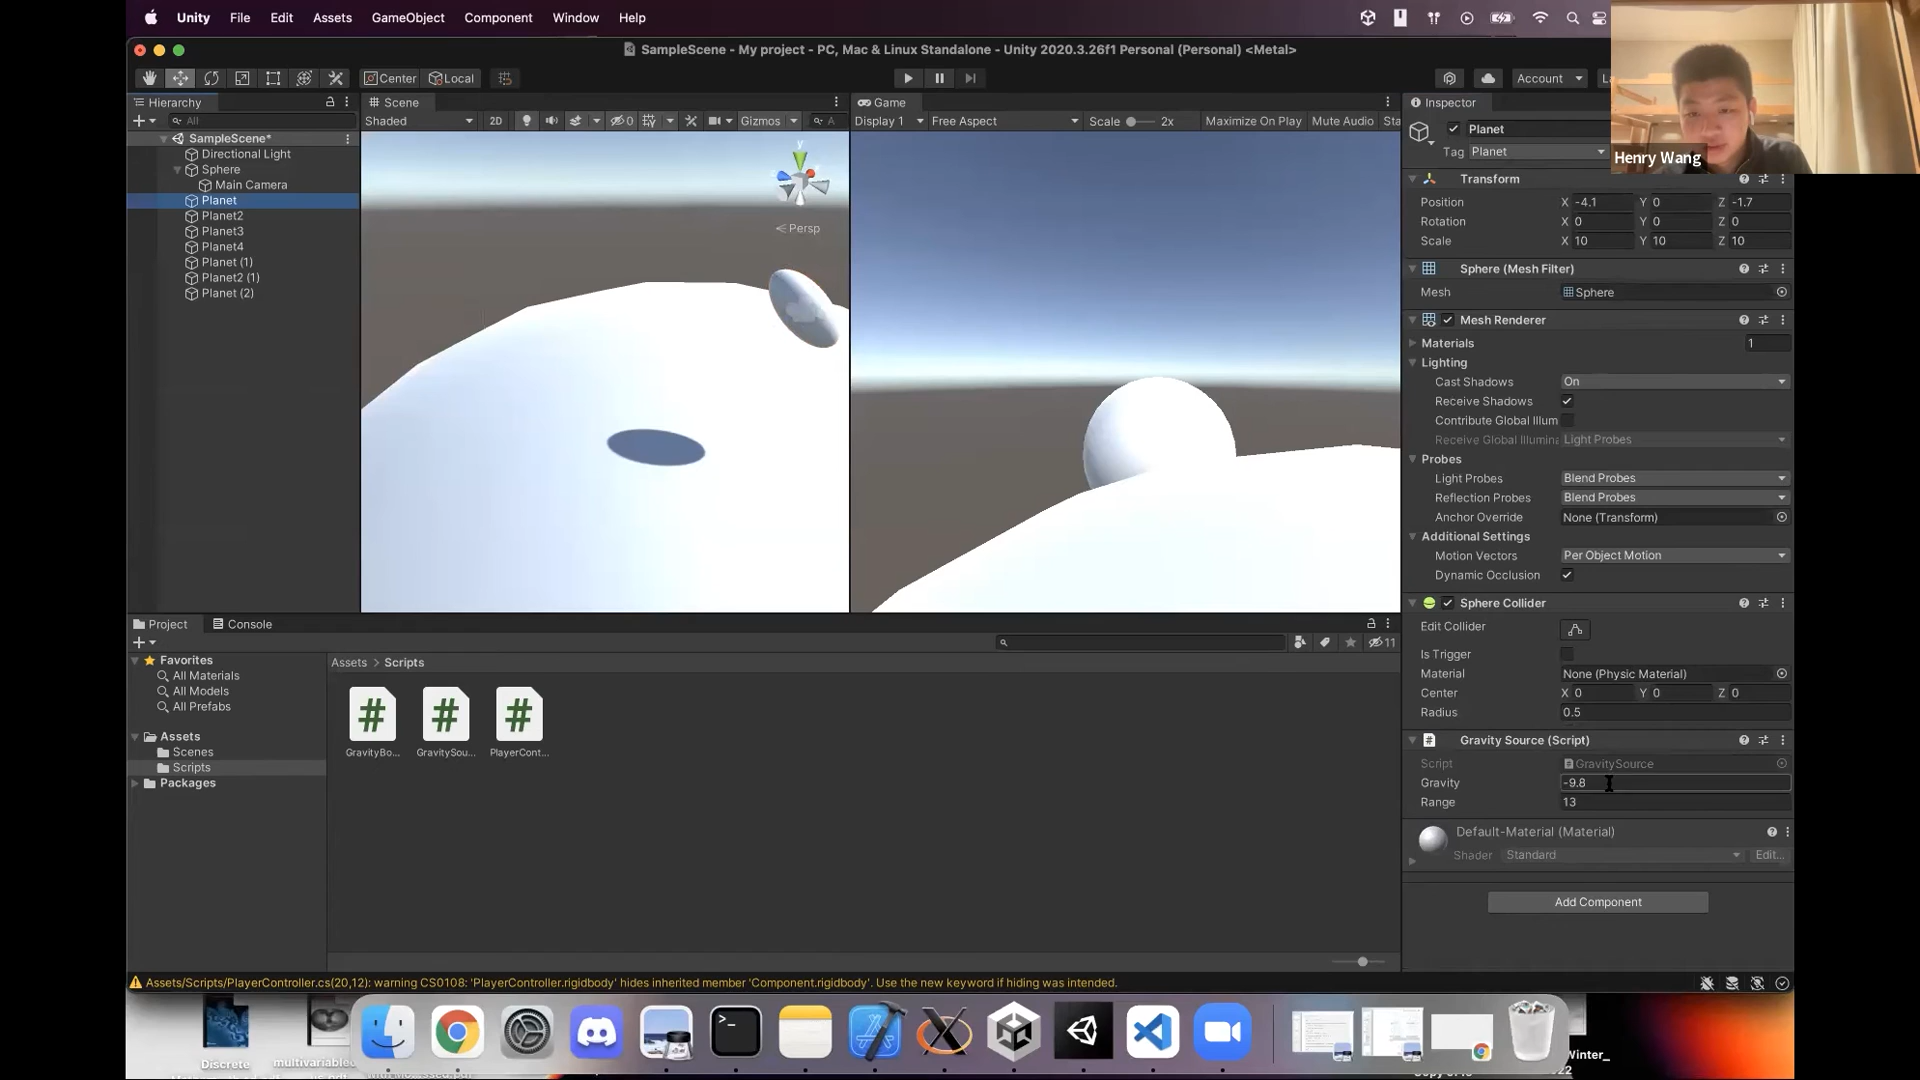 Unity File Edit Assets GameObject Component Window Help
SampleScene - My project - PC, Mac & Linux Standalone - Unity 2020.3.26f1 Personal (Personal) <Metal>
Center Local Account
Henry Wang
Hierarchy
All
SampleScene*
Directional Light
Sphere
Main Camera
Planet
Planet2
Planet3
Planet4
Planet (1)
Planet2 (1)
Planet (2)
Scene
Shaded 2D 0 Gizmos
y
Persp
Game
Display 1 Free Aspect Scale 2x Maximize On Play Mute Audio
Inspector
Planet
Tag Planet
Transform
Position X -4.1 Y 0 Z -1.7
Rotation X 0 Y 0 Z 0
Scale X 10 Y 10 Z 10
Sphere (Mesh Filter)
Mesh Sphere
Mesh Renderer
Materials 1
Lighting
Cast Shadows On
Receive Shadows
Contribute Global Illum
Receive Global Illumina Light Probes
Probes
Light Probes Blend Probes
Reflection Probes Blend Probes
Anchor Override None (Transform)
Additional Settings
Motion Vectors Per Object Motion
Dynamic Occlusion
Sphere Collider
Edit Collider
Is Trigger
Material None (Physic Material)
Center X 0 Y 0 Z 0
Radius 0.5
Gravity Source (Script)
Script GravitySource
Gravity -9.8
Range 13
Default-Material (Material)
Shader Standard Edit...
Add Component
Project Console
11
Favorites
All Materials
All Models
All Prefabs
Assets
Scenes
Scripts
Packages
Assets > Scripts
GravityBo... GravitySou... PlayerCont...
Assets/Scripts/PlayerController.cs(20,12): warning CS0108: 'PlayerController.rigidbody' hides inherited member 'Component.rigidbody'. Use the new keyword if hiding was intended.
Discrete
multivariable